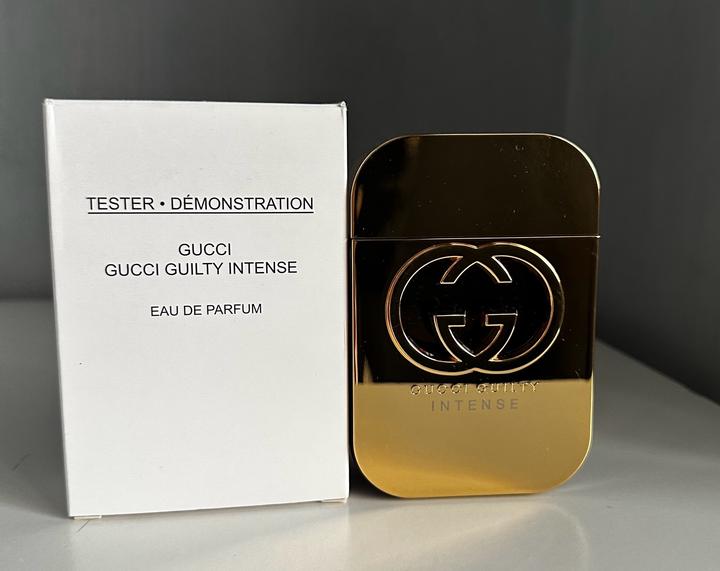 TESTER • DÉMONSTRATION
GUCCI
GUCCI GUILTY INTENSE
EAU DE PARFUM
GUCCI GUILTY
INTENSE